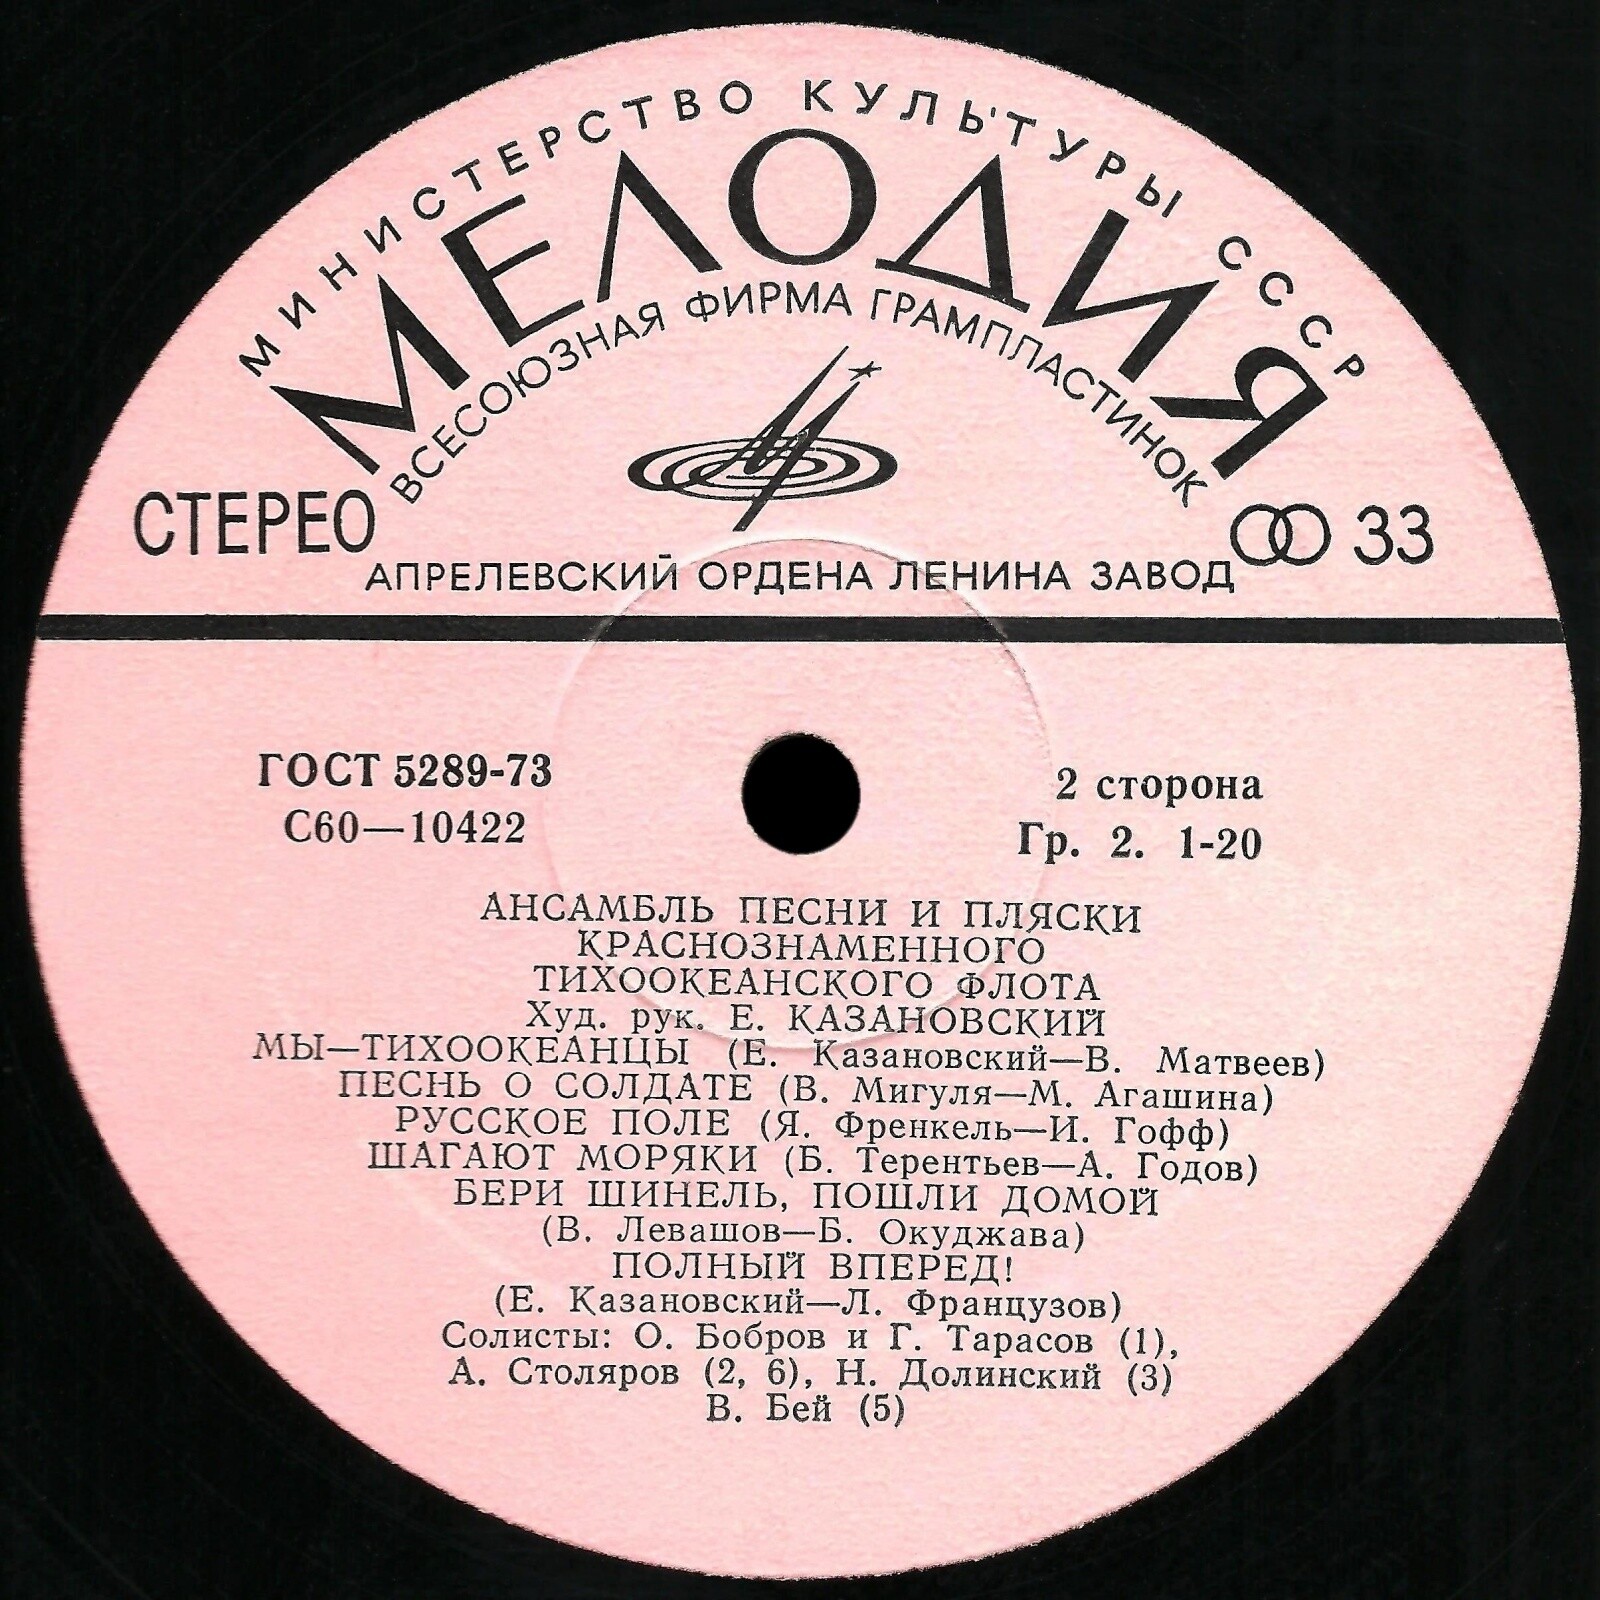 МИНИСТЕРСТВО КУЛЬТУРЫ СССР
МЕЛОДИЯ
ВСЕСОЮЗНАЯ ФИРМА ГРАМПЛАСТИНОК
СТЕРЕО
33
АПРЕЛЕВСКИЙ ОРДЕНА ЛЕНИНА ЗАВОД
ГОСТ 5289-73
2 сторона
С60—10422
Гр. 2. 1-20
АНСАМБЛЬ ПЕСНИ И ПЛЯСКИ
КРАСНОЗНАМЕННОГО
ТИХООКЕАНСКОГО ФЛОТА
Худ. рук. Е. КАЗАНОВСКИЙ
МЫ—ТИХООКЕАНЦЫ (Е. Казановский—В. Матвеев)
ПЕСНЬ О СОЛДАТЕ (В. Мигуля—М. Агашина)
РУССКОЕ ПОЛЕ (Я. Френкель—И. Гофф)
ШАГАЮТ МОРЯКИ (Б. Терентьев—А. Годов)
БЕРИ ШИНЕЛЬ, ПОШЛИ ДОМОЙ
(В. Левашов—Б. Окуджава)
ПОЛНЫЙ ВПЕРЕД!
(Е. Казановский—Л. Французов)
Солисты: О. Бобров и Г. Тарасов (1),
А. Столяров (2, 6), Н. Долинский (3)
В. Бей (5)